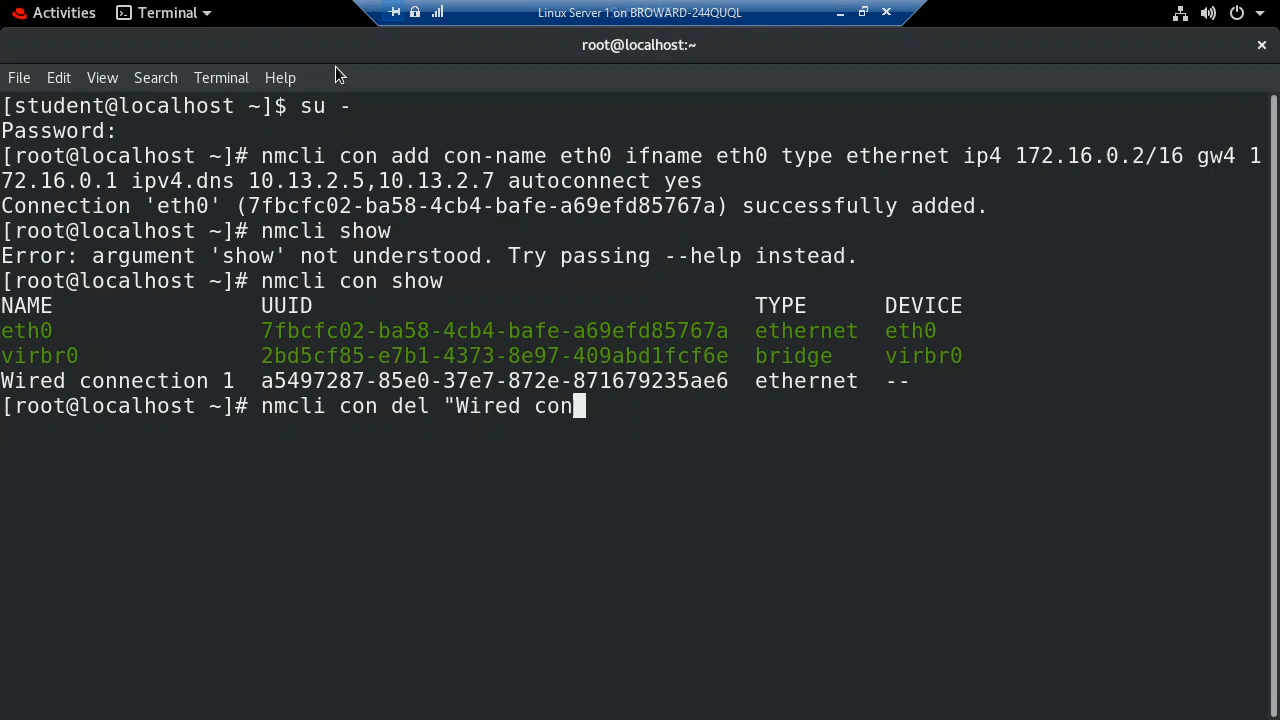 Activities Terminal Linux Server 1 on BROWARD-244QUQL
root@localhost:~
File Edit View Search Terminal Help
[student@localhost ~]$ su -
Password:
[root@localhost ~]# nmcli con add con-name eth0 ifname eth0 type ethernet ip4 172.16.0.2/16 gw4 1
72.16.0.1 ipv4.dns 10.13.2.5,10.13.2.7 autoconnect yes
Connection 'eth0' (7fbcfc02-ba58-4cb4-bafe-a69efd85767a) successfully added.
[root@localhost ~]# nmcli show
Error: argument 'show' not understood. Try passing --help instead.
[root@localhost ~]# nmcli con show
NAME UUID TYPE DEVICE
eth0 7fbcfc02-ba58-4cb4-bafe-a69efd85767a ethernet eth0
virbr0 2bd5cf85-e7b1-4373-8e97-409abd1fcf6e bridge virbr0
Wired connection 1 a5497287-85e0-37e7-872e-871679235ae6 ethernet --
[root@localhost ~]# nmcli con del "Wired con